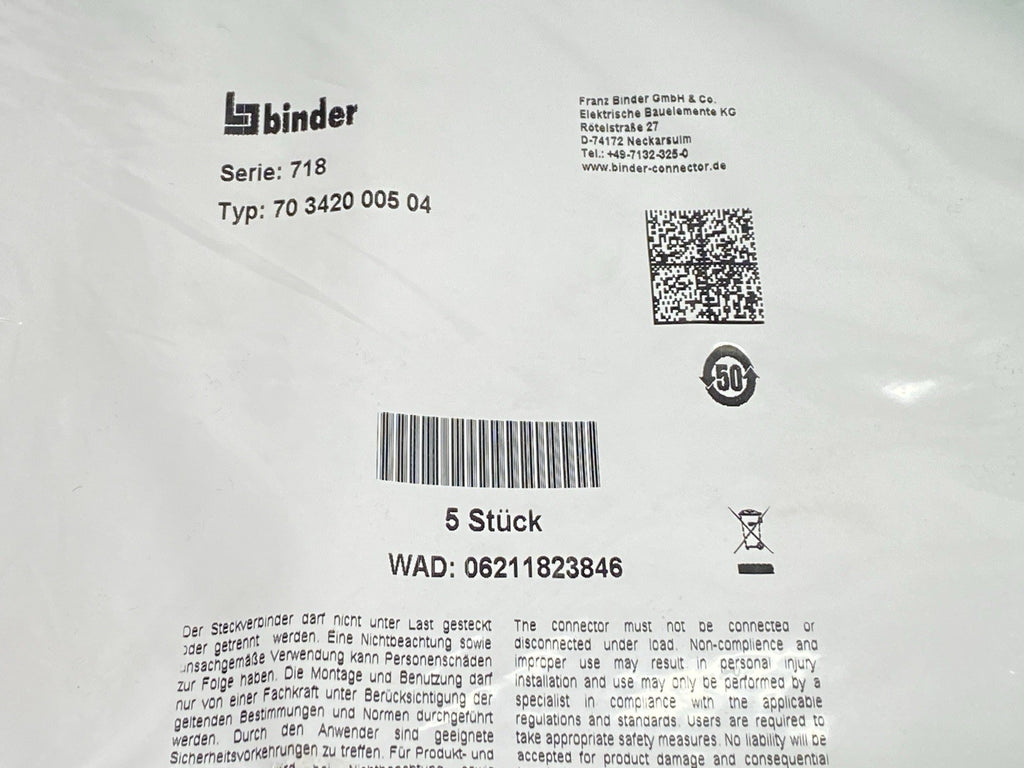 binder
Serie: 718
Typ: 70 3420 005 04
Franz Binder GmbH & Co.
Elektrische Bauelemente KG
Rötelstraße 27
D-74172 Neckarsulm
Tel.: +49-7132-325-0
www.binder-connector.de
50
5 Stück
WAD: 06211823846
Der Steckverbinder darf nicht unter Last gesteckt
oder getrennt werden. Eine Nichtbeachtung sowie
unsachgemäße Verwendung kann Personenschäden
zur Folge haben. Die Montage und Benutzung darf
nur von einer Fachkraft unter Berücksichtigung der
geltenden Bestimmungen und Normen durchgeführt
werden. Durch den Anwender sind geeignete
Sicherheitsvorkehrungen zu treffen. Für Produkt- und
The connector must not be connected or
disconnected under load. Non-compliance and
improper use may result in personal injury
Installation and use may only be performed by a
specialist in compliance with the applicable
regulations and standards. Users are required to
take appropriate safety measures. No liability will be
accepted for product damage and consequential